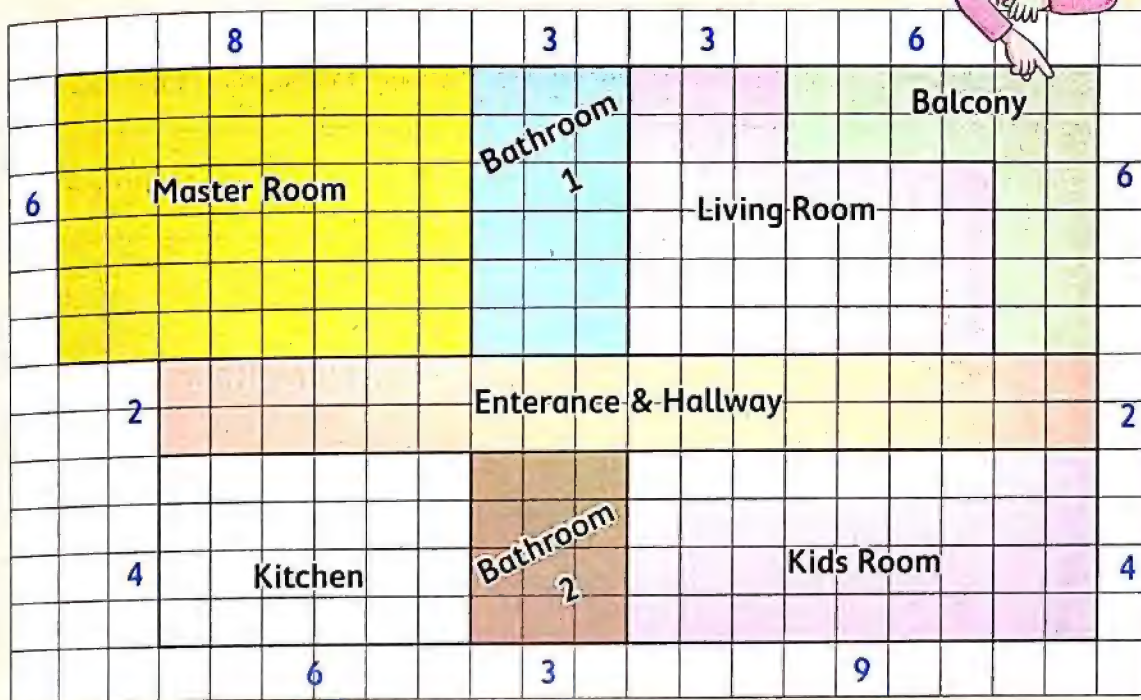 8 3 3 6
Balcony
Bathroom
1
Master Room
6
6
Living Room
Enterance & Hallway
2
2
Bathroom
2
Kitchen
Kids Room
4
4
6 3 9